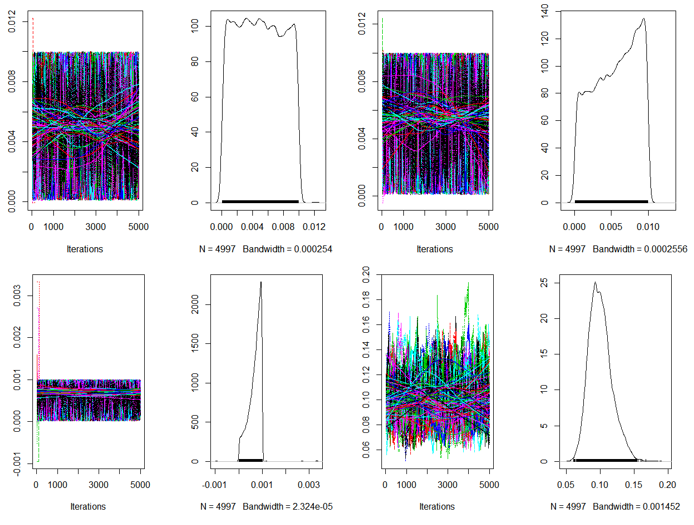 0.000 0.004 0.008 0.012
0 1000 3000 5000
Iterations
0 20 40 60 80 100
0.000 0.004 0.008 0.012
N = 4997 Bandwidth = 0.000254
0.000 0.004 0.008 0.012
0 1000 3000 5000
Iterations
0 20 40 60 80 100 120 140
0.000 0.005 0.010
N = 4997 Bandwidth = 0.0002556
-0.001 0.000 0.001 0.002 0.003
0 1000 3000 5000
Iterations
0 500 1000 1500 2000
-0.001 0.001 0.003
N = 4997 Bandwidth = 2.324e-05
0.06 0.08 0.10 0.12 0.14 0.16 0.18 0.20
0 1000 3000 5000
Iterations
0 5 10 15 20 25
0.05 0.10 0.15 0.20
N = 4997 Bandwidth = 0.001452